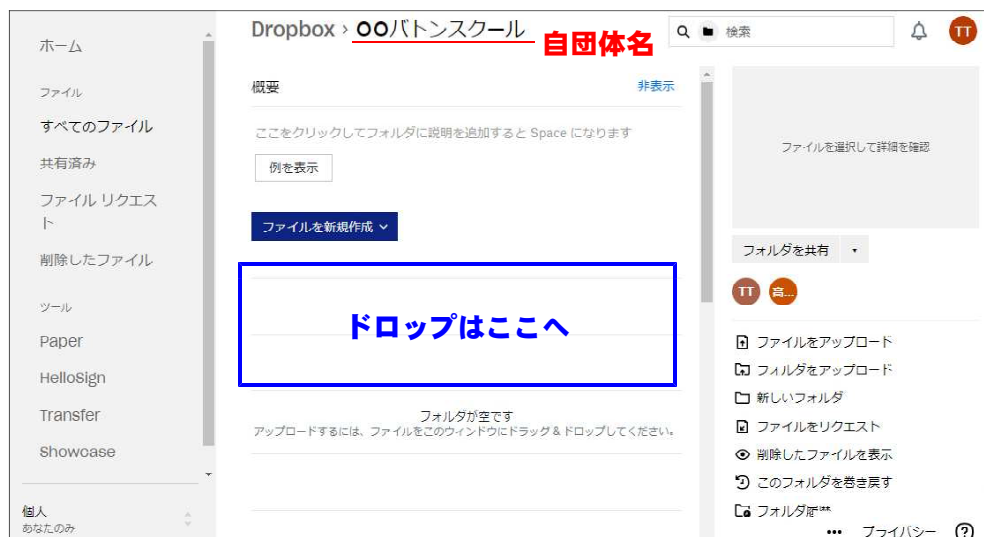 ホーム
ファイル
すべてのファイル
共有済み
ファイル リクエス
ト
削除したファイル
ツール
Paper
HelloSign
Transfer
Showcase
個人
あなたのみ
Dropbox › 〇〇バトンスクール
自団体名
検索
TT
概要
非表示
ここをクリックしてフォルダに説明を追加すると Space になります
例を表示
ファイルを新規作成
ドロップはここへ
フォルダが空です
アップロードするには、ファイルをこのウィンドウにドラッグ & ドロップしてください。
ファイルを選択して詳細を確認
フォルダを共有
TT
高...
ファイルをアップロード
フォルダをアップロード
新しいフォルダ
ファイルをリクエスト
削除したファイルを表示
このフォルダを巻き戻す
フォルダ
プライバシー